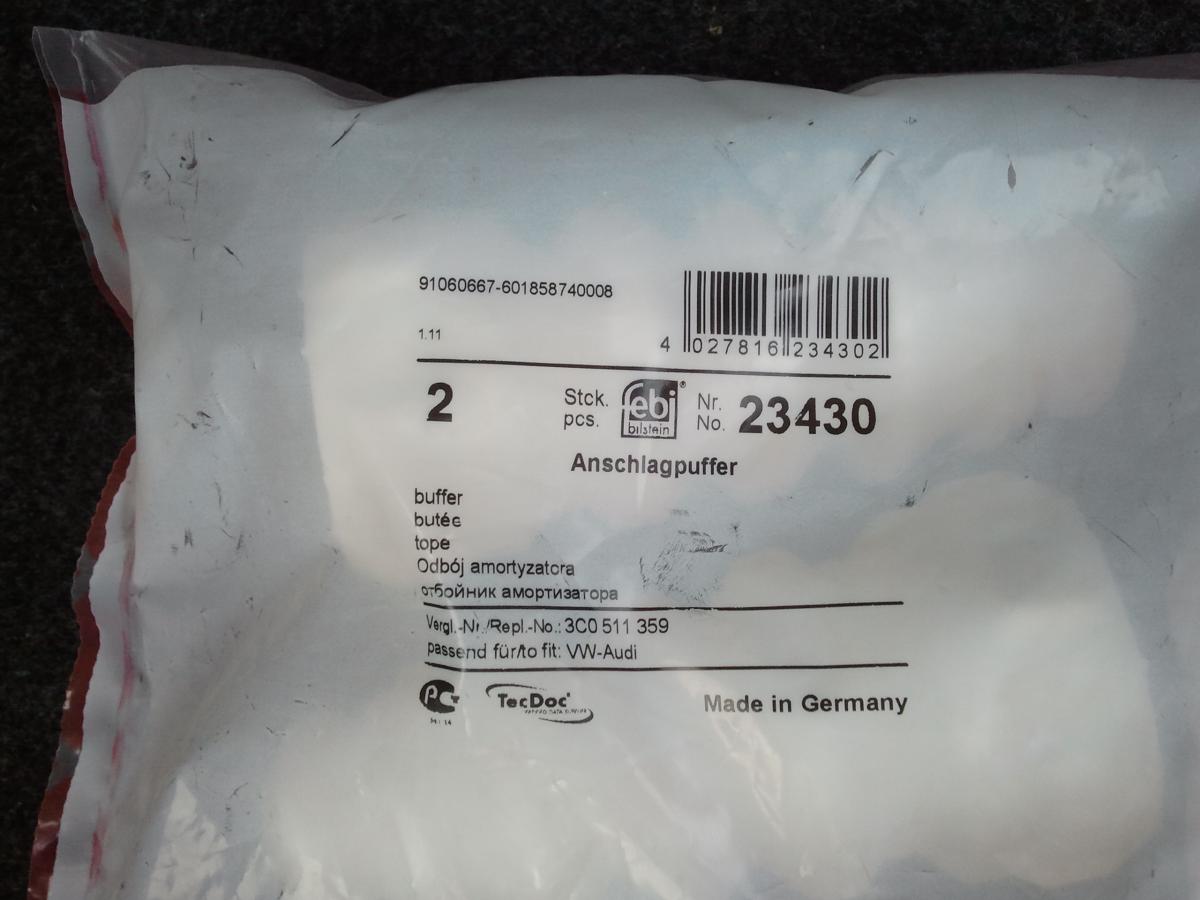 91060667-601858740008
1.11
4 027816 234302
2 Stck. pcs. febi bilstein Nr. No. 23430
Anschlagpuffer
buffer
butée
tope
Odbój amortyzatora
отбойник амортизатора
Vergl.-Nr./Repl.-No.: 3C0 511 359
passend für/to fit: VW-Audi
TecDoc Made in Germany